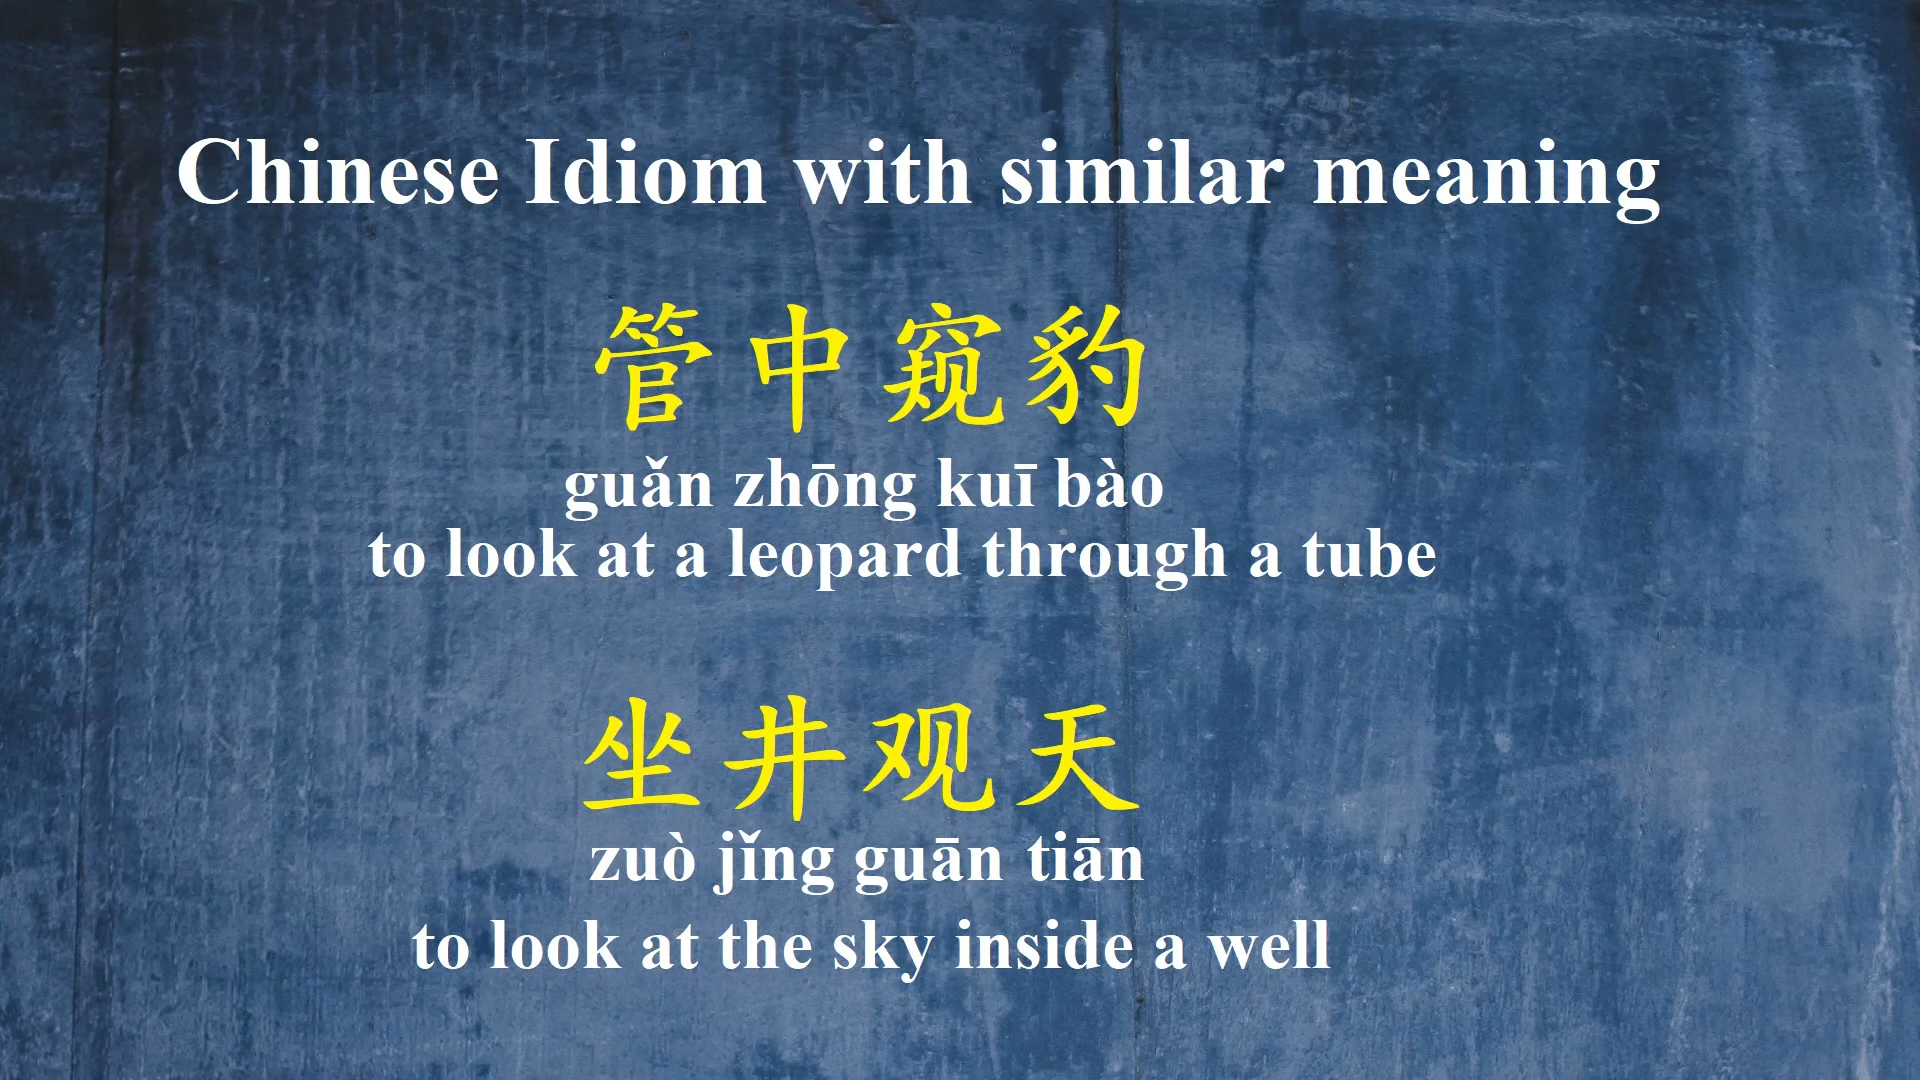 Chinese Idiom with similar meaning
管中窥豹
guǎn zhōng kuī bào
to look at a leopard through a tube
坐井观天
zuò jǐng guān tiān
to look at the sky inside a well